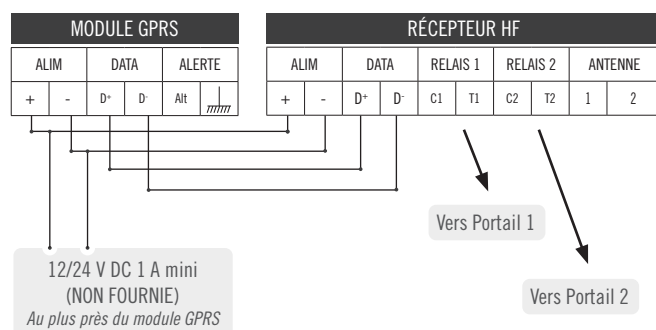 MODULE GPRS
RÉCEPTEUR HF
ALIM DATA ALERTE
ALIM DATA RELAIS 1 RELAIS 2 ANTENNE
+ - D+ D- Alt
+ - D+ D- C1 T1 C2 T2 1 2
Vers Portail 1
12/24 V DC 1 A mini
(NON FOURNIE)
Au plus près du module GPRS
Vers Portail 2